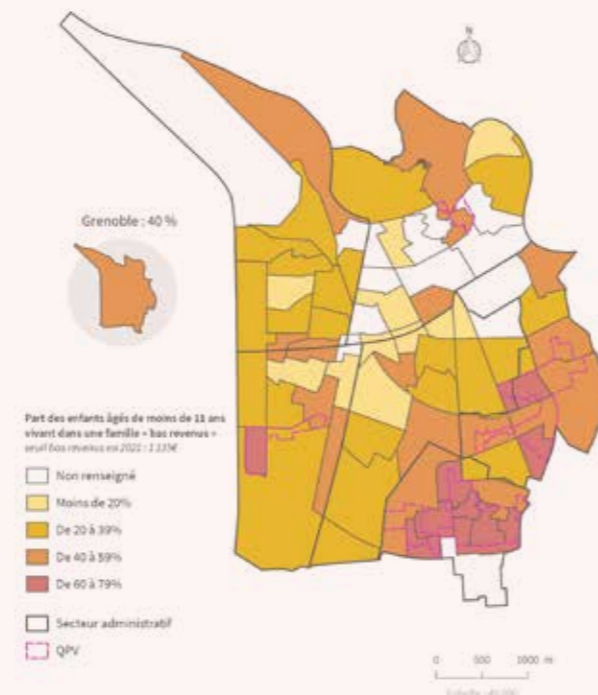 N
Grenoble : 40 %
Part des enfants âgés de moins de 18 ans
vivant dans une famille « bas revenus »
seuil bas revenus en 2021 : 1 135€
Non renseigné
Moins de 20%
De 20 à 39%
De 40 à 59%
De 60 à 79%
Secteur administratif
QPV
0 500 1000 m